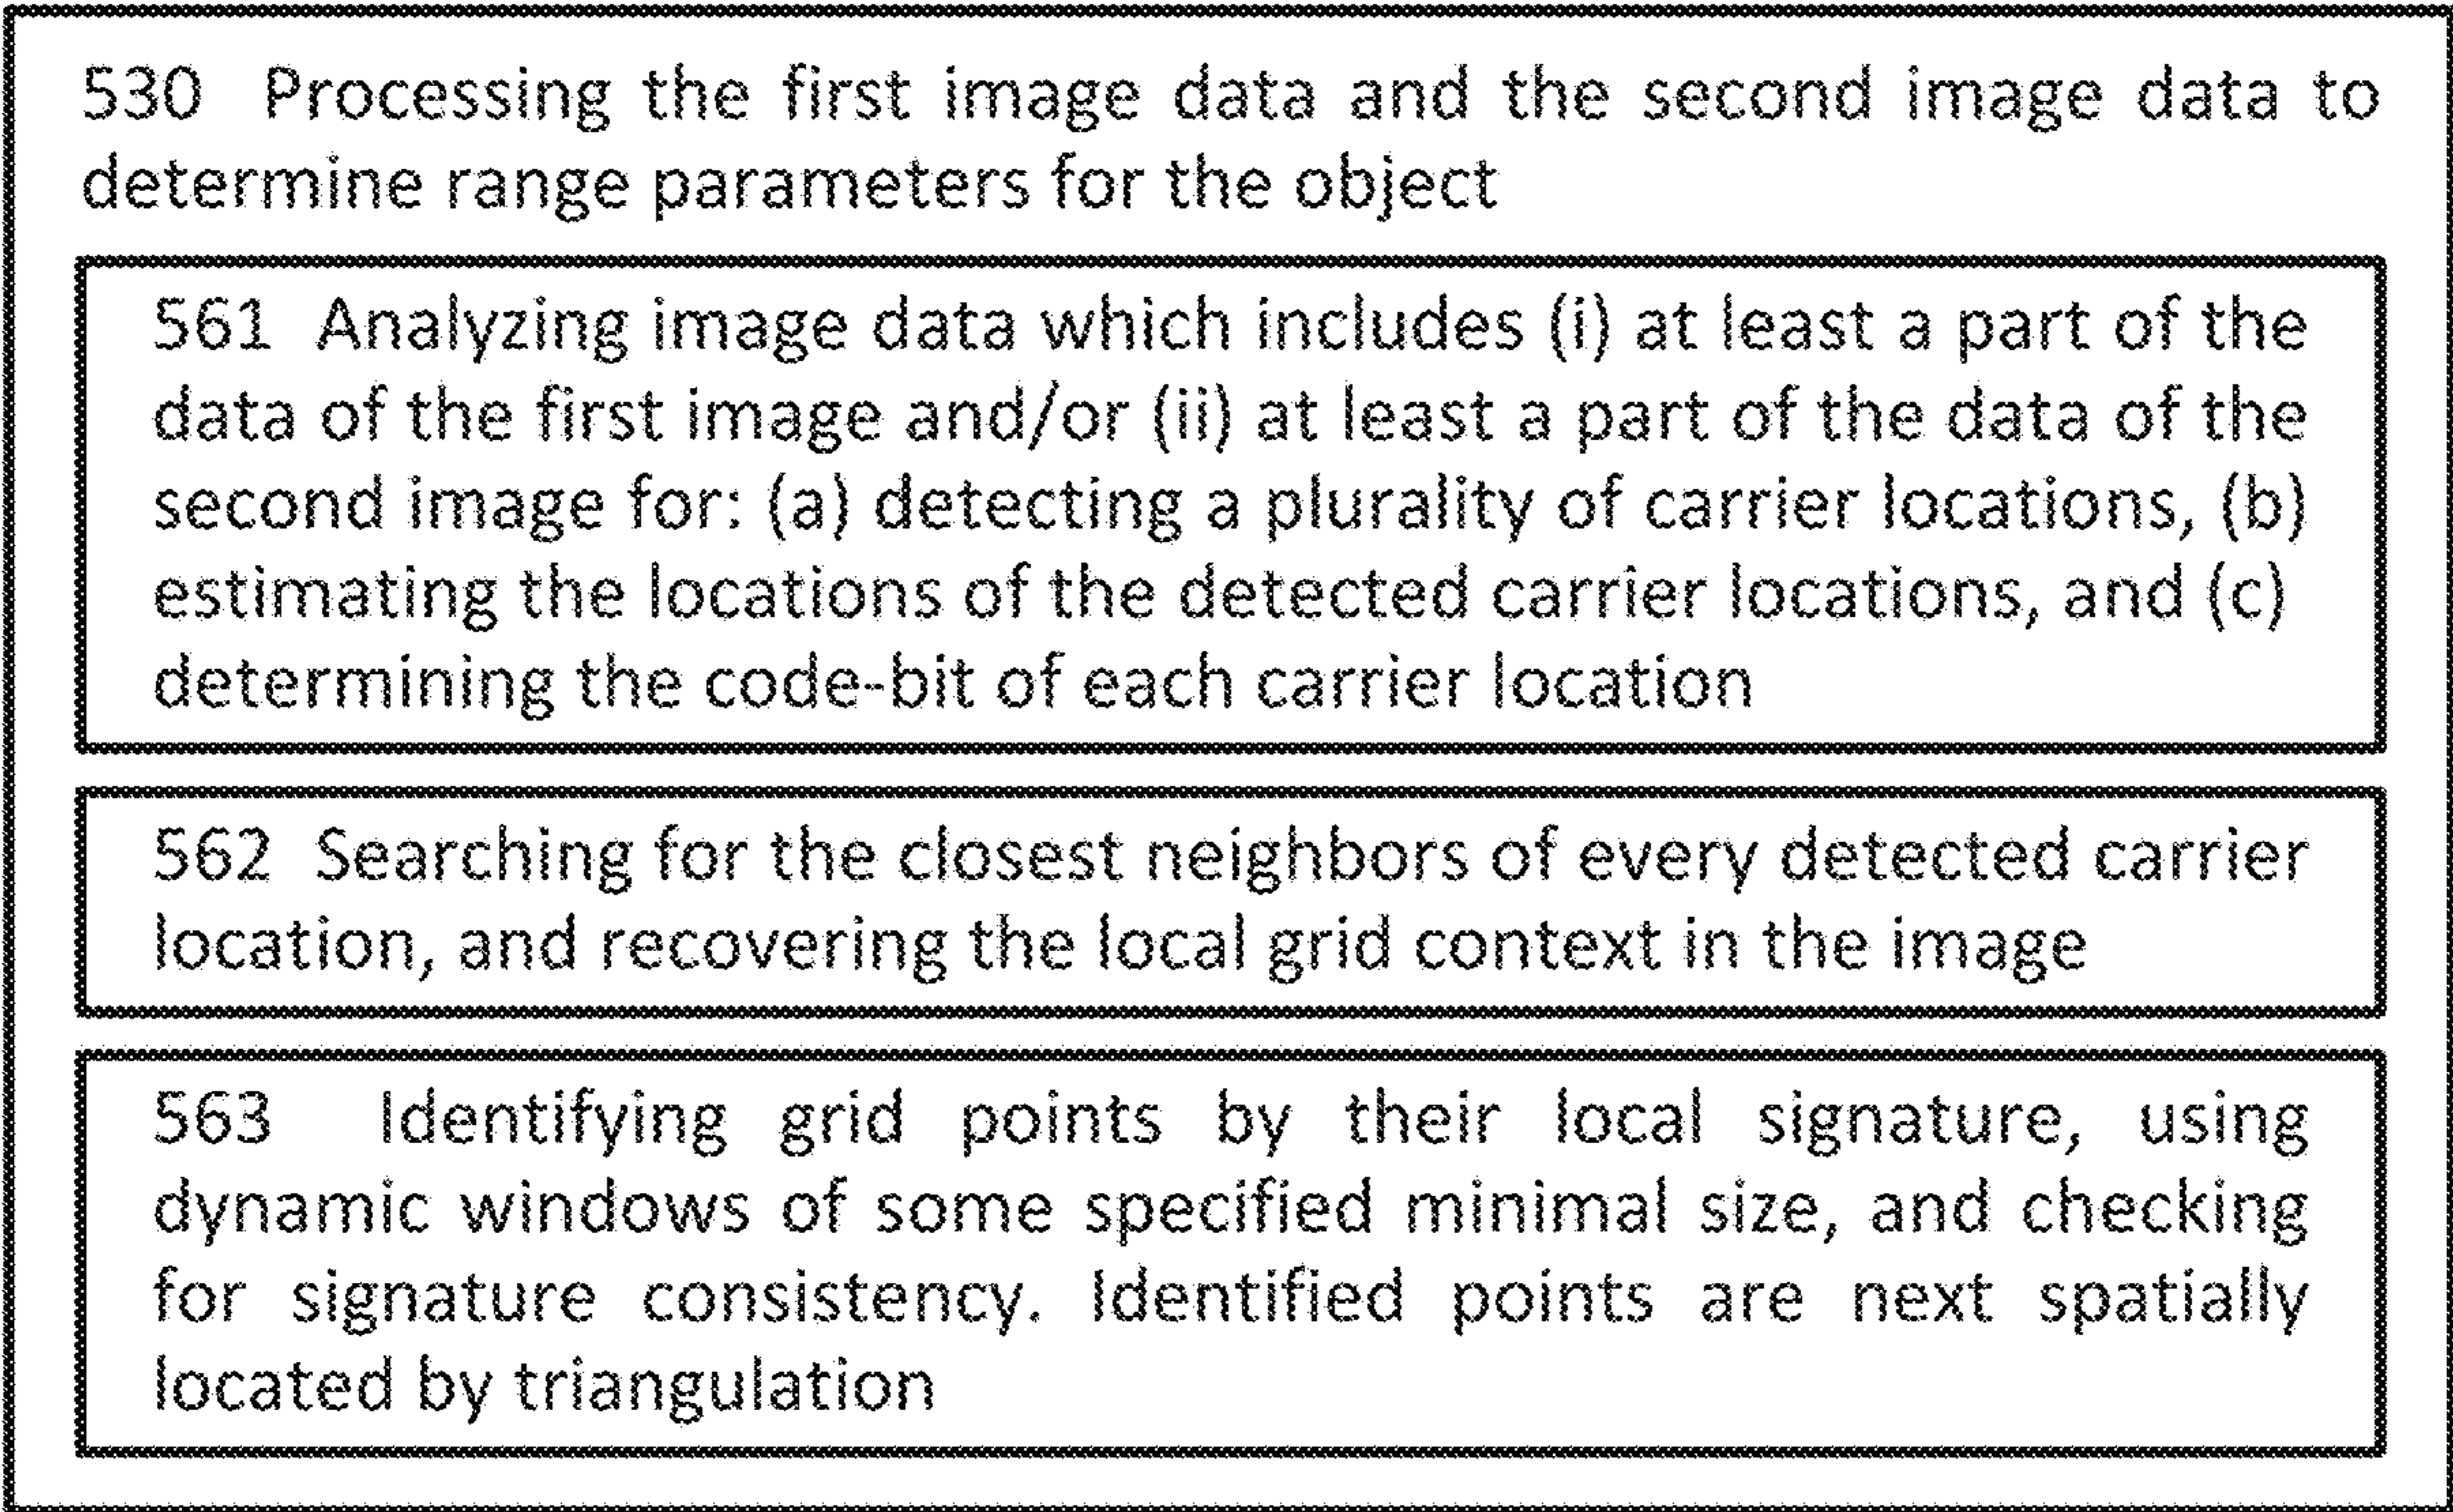 530 Processing the first image data and the second image data to
determine range parameters for the object
561 Analyzing image data which includes (i) at least a part of the
data of the first image and/or (ii) at least a part of the data of the
second image for: (a) detecting a plurality of carrier locations, (b)
estimating the locations of the detected carrier locations, and (c)
determining the code-bit of each carrier location
562 Searching for the closest neighbors of every detected carrier
location, and recovering the local grid context in the image
563 Identifying grid points by their local signature, using
dynamic windows of some specified minimal size, and checking
for signature consistency. Identified points are next spatially
located by triangulation